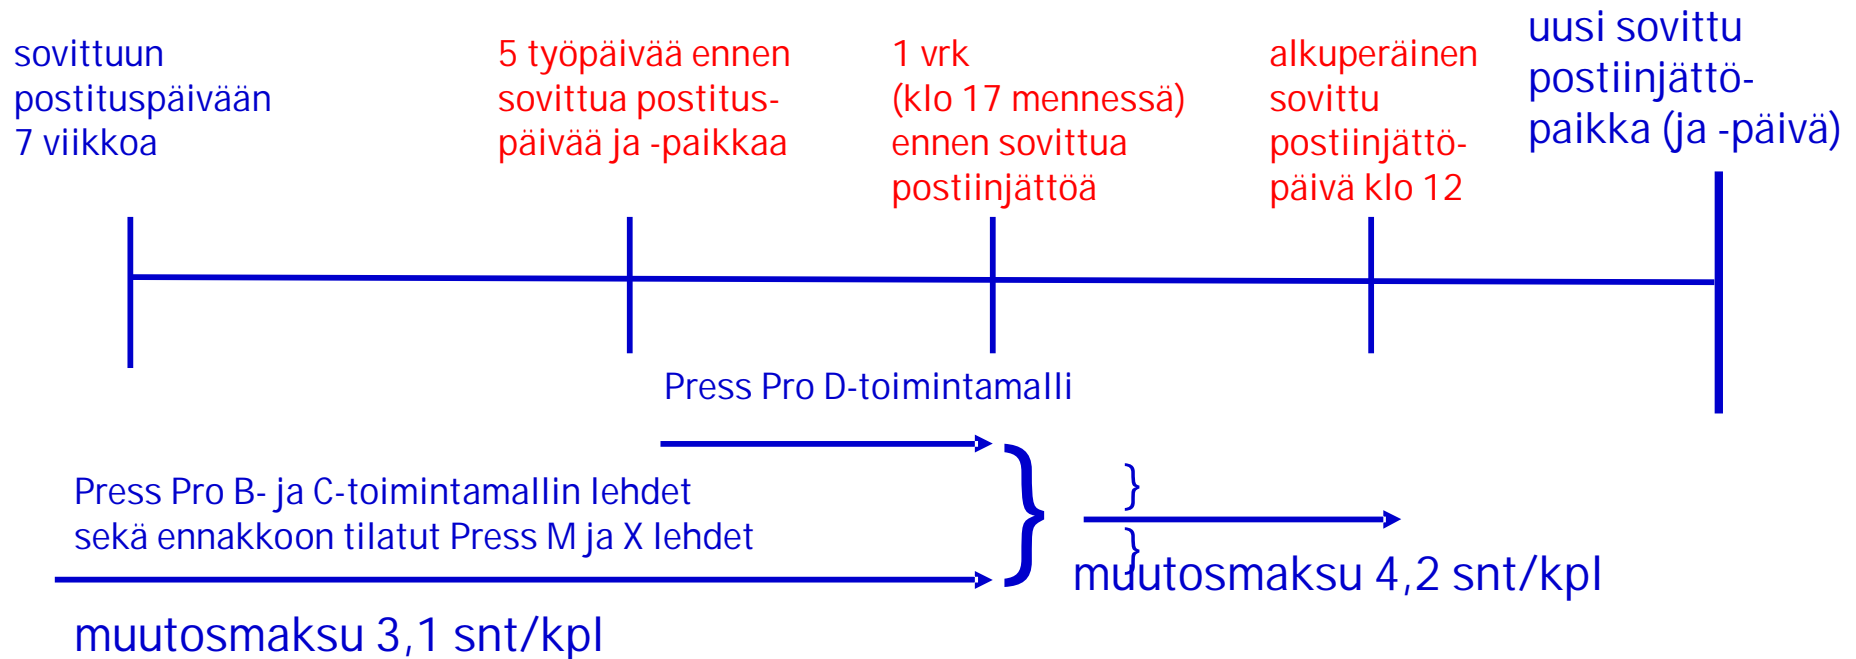 sovittuun
postituspäivään
7 viikkoa
5 työpäivää ennen
sovittua postitus-
päivää ja -paikkaa
1 vrk
(klo 17 mennessä)
ennen sovittua
postiinjättöä
alkuperäinen
sovittu
postiinjättö-
päivä klo 12
uusi sovittu
postiinjättö-
paikka (ja -päivä)
Press Pro D-toimintamalli
Press Pro B- ja C-toimintamallin lehdet
sekä ennakkoon tilatut Press M ja X lehdet
muutosmaksu 3,1 snt/kpl
muutosmaksu 4,2 snt/kpl